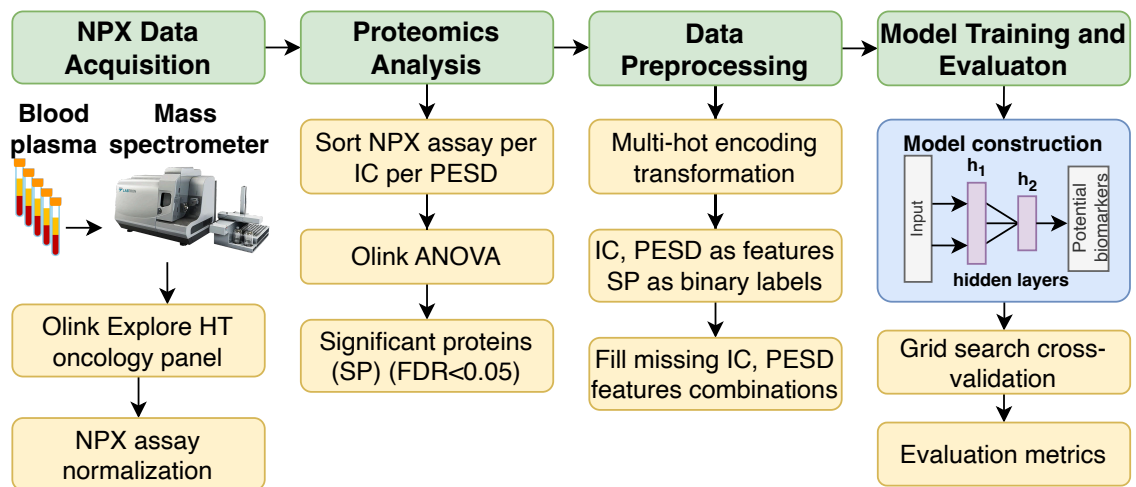 NPX Data
Acquisition
Blood
plasma
Mass
spectrometer
Olink Explore HT
oncology panel
NPX assay
normalization
Proteomics
Analysis
Sort NPX assay per
IC per PESD
Olink ANOVA
Significant proteins
(SP) (FDR<0.05)
Data
Preprocessing
Multi-hot encoding
transformation
IC, PESD as features
SP as binary labels
Fill missing IC, PESD
features combinations
Model Training and
Evaluaton
Model construction
h1
h2
Input
Potential
biomarkers
hidden layers
Grid search cross-
validation
Evaluation metrics